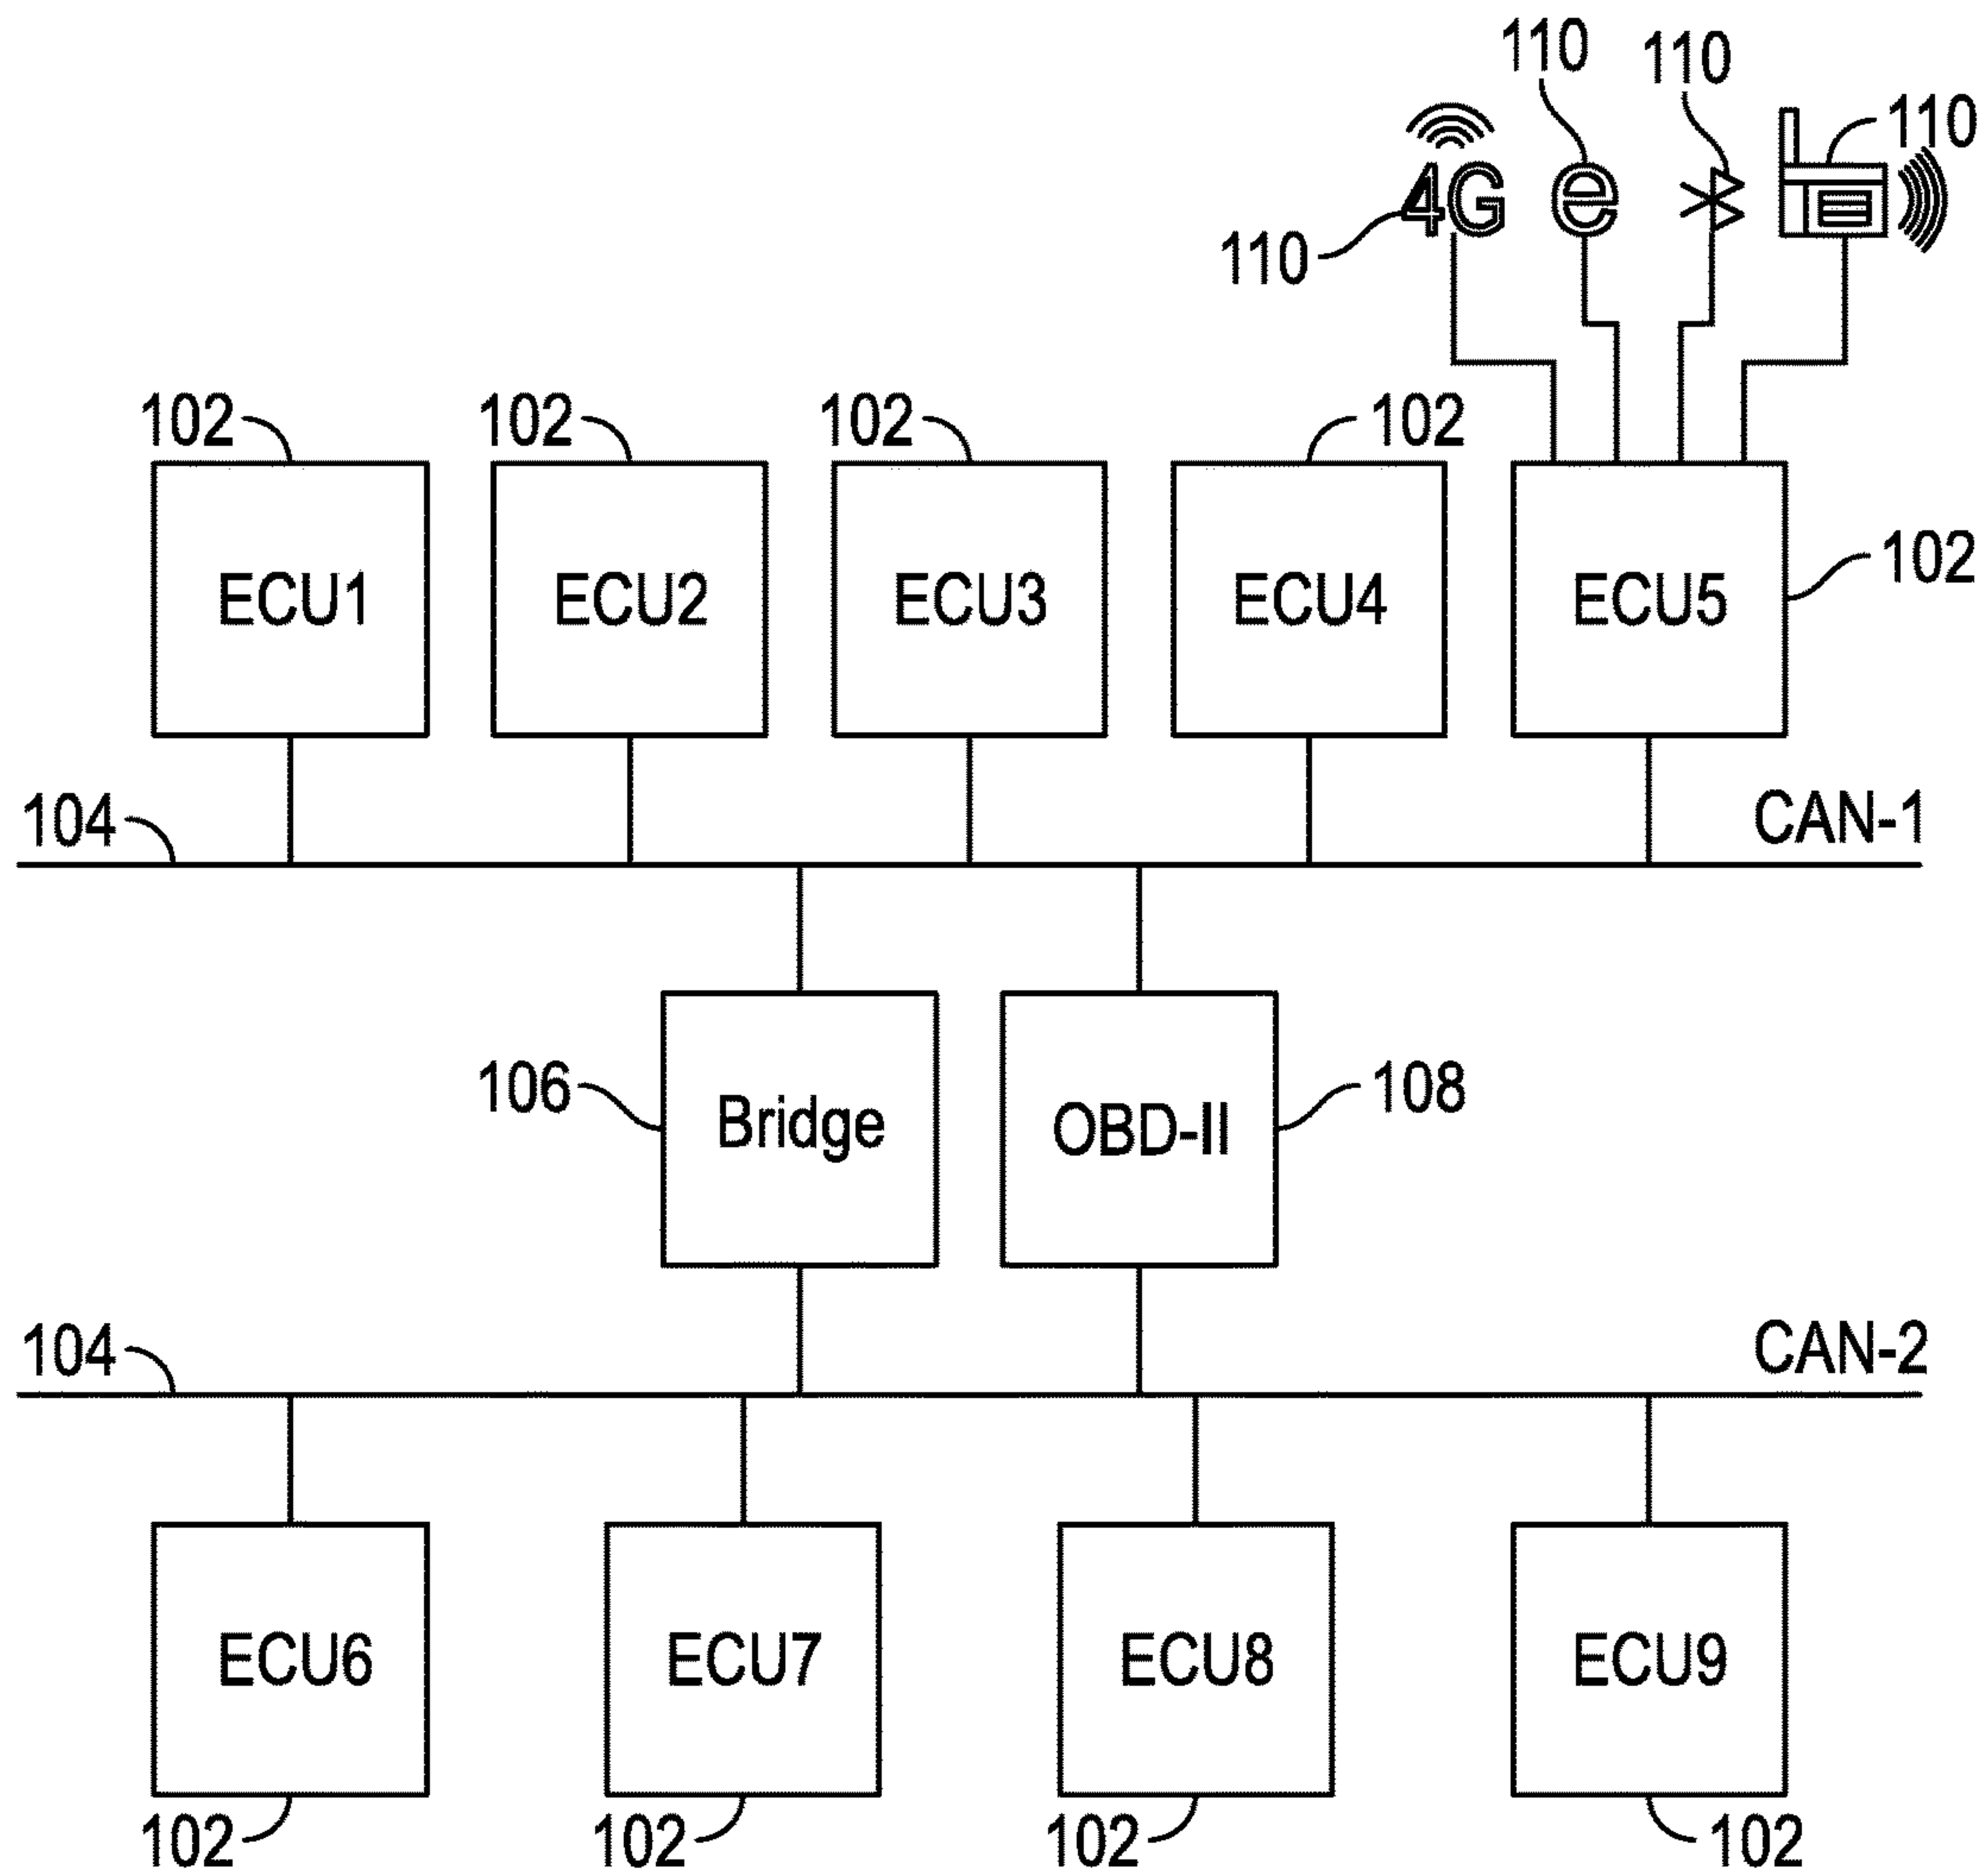 110 110
110
4G e
110
102 102 102 102
ECU1 ECU2 ECU3 ECU4 ECU5
102
104 CAN-1
106 Bridge OBD-II 108
104 CAN-2
ECU6 ECU7 ECU8 ECU9
102 102 102 102